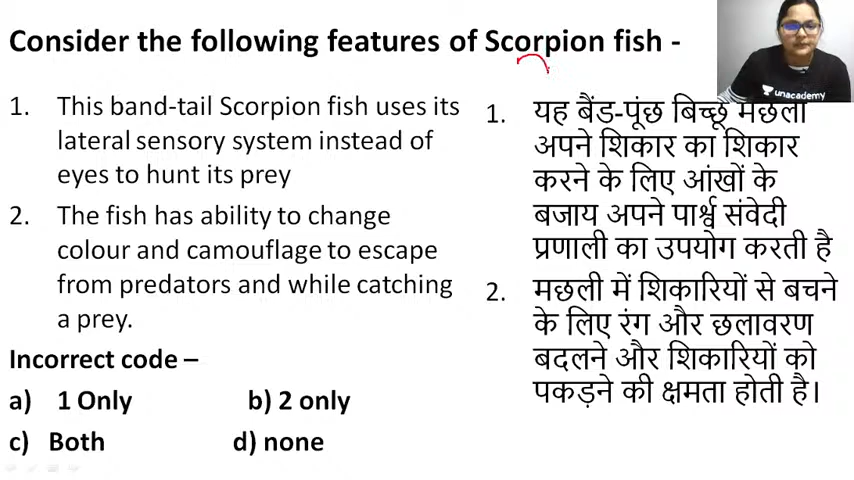 Consider the following features of Scorpion fish -
unacademy
1. This band-tail Scorpion fish uses its
lateral sensory system instead of
eyes to hunt its prey
2. The fish has ability to change
colour and camouflage to escape
from predators and while catching
a prey.
Incorrect code –
a) 1 Only b) 2 only
c) Both d) none
1. यह बैंड-पूंछ बिच्छू मछली
अपने शिकार का शिकार
करने के लिए आंखों के
बजाय अपने पार्श्व संवेदी
प्रणाली का उपयोग करती है
2. मछली में शिकारियों से बचने
के लिए रंग और छलावरण
बदलने और शिकारियों को
पकड़ने की क्षमता होती है।